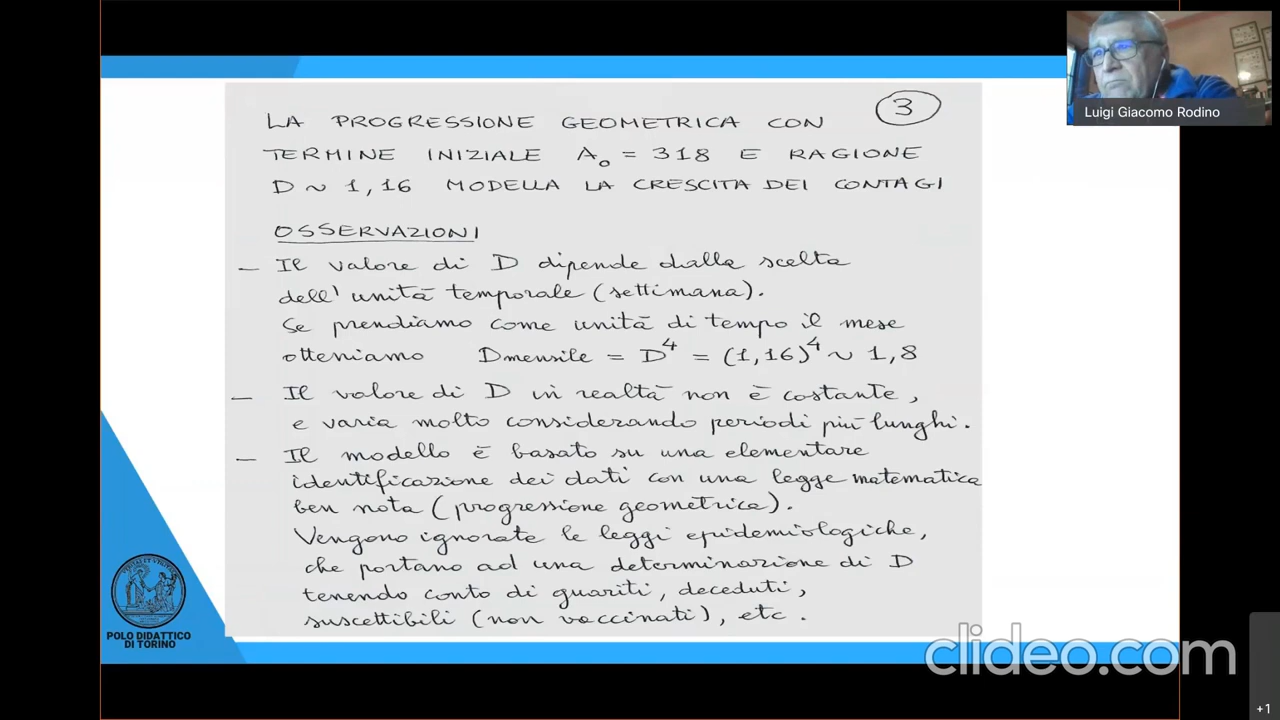 Luigi Giacomo Rodino
3
LA PROGRESSIONE GEOMETRICA CON
TERMINE INIZIALE A₀ = 318 E RAGIONE
D ~ 1,16 MODELLA LA CRESCITA DEI CONTAGI
OSSERVAZIONI
– Il valore di D dipende dalla scelta
dell'unità temporale (settimana).
Se prendiamo come unità di tempo il mese
otteniamo Dmensile = D⁴ = (1,16)⁴ ~ 1,8
– Il valore di D in realtà non è costante,
e varia molto considerando periodi più lunghi.
– Il modello è basato su una elementare
identificazione dei dati con una legge matematica
ben nota (progressione geometrica).
Vengono ignorate le leggi epidemiologiche,
che portano ad una determinazione di D
tenendo conto di guariti, deceduti,
suscettibili (non vaccinati), etc.
POLO DIDATTICO
DI TORINO
clideo.com
+1